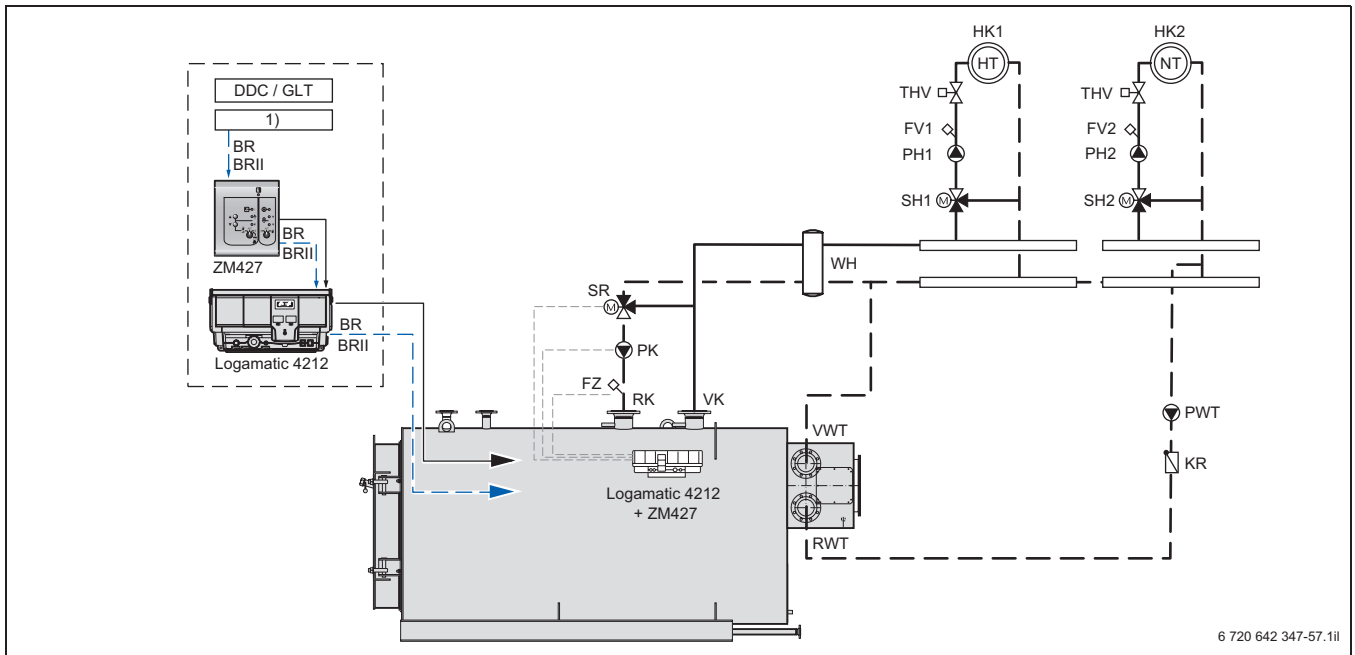 HK1
HK2
HT
NT
DDC / GLT
THV
THV
1)
FV1
FV2
BR
BRII
PH1
PH2
SH1
M
SH2
M
BR
BRII
ZM427
WH
SR
M
BR
BRII
PK
Logamatic 4212
FZ
RK
VK
PWT
VWT
KR
Logamatic 4212
+ ZM427
RWT
6 720 642 347-57.1il